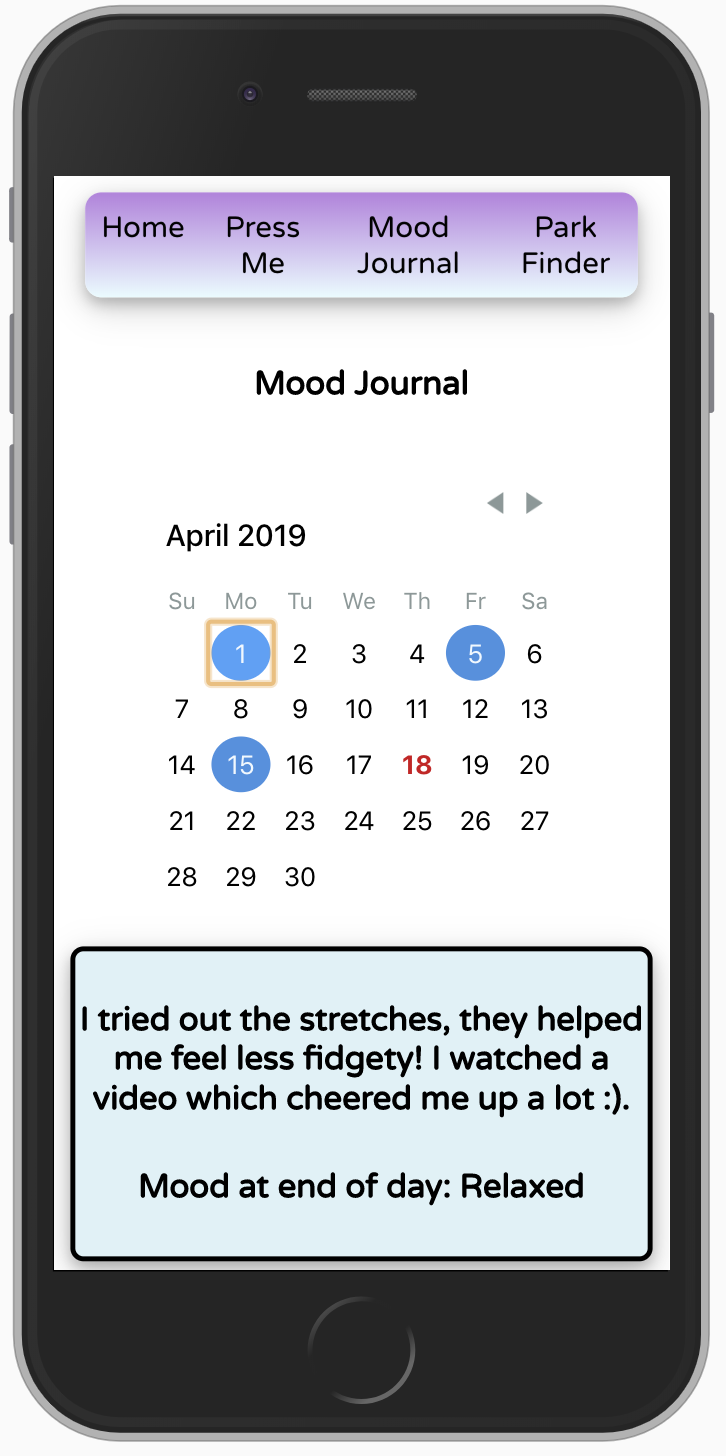 Home Press Mood Park
Me Journal Finder
Mood Journal
April 2019
Su Mo Tu We Th Fr Sa
1 2 3 4 5 6
7 8 9 10 11 12 13
14 15 16 17 18 19 20
21 22 23 24 25 26 27
28 29 30
I tried out the stretches, they helped
me feel less fidgety! I watched a
video which cheered me up a lot :).
Mood at end of day: Relaxed